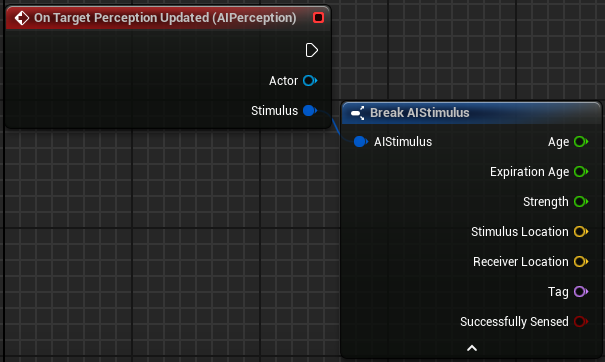 On Target Perception Updated (AIPerception)
Actor
Stimulus
Break AIStimulus
AIStimulus
Age
Expiration Age
Strength
Stimulus Location
Receiver Location
Tag
Successfully Sensed